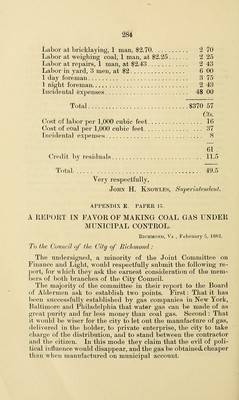 284
Labor at bricklaying, 1 man, $2.70.......... 2 70
Labor at weighing coal, 1 man, at $2.25...... 2 25
Labor at repairs, 1 man, at $2.43........... 2 43
Labor in yard, 3 men, at $2................. 6 00
1 day foreman............................ 3 75
1 night foreman........................... 2 49
Incidental expenses........................ 48 00
Total........................... $370 57
Cts.
Cost of labor per 1,000 cubic feet............ 16
Cost of coal per 1,000 cubic feet............. 37
Incidental expenses........................ 8
61
Credit by residuals.................... 11.5
Total............................... 49.5
Very respectfully,
John H. Knowles, Superintendent.
APPENDIX E. PAPER 15.
A REPORT IN FAVOR OF MAKING COAL GAS UNDER
MUNICIPAL CONTROL.
Richmond, Va., February 5, 1883.
To the Council of the City of Richmond:
The undersigned, a minority of the Joint Committee on
Finance and Light, would respectfully submit the following re-
port, for which they ask the earnest consideration of the mem-
bers of both branches of the City Council.
The majority of the committee in their report to the Board
of Aldermen ask to establish two points. First: That it has
been successfully established by gas companies in New York,
Baltimore and Philadelphia that water gas can be made of as
great purity and far less money than coal gas. Second: That
it would be wiser for the city to let out the manufacture of gas,
delivered in the holder, to private enterprise, the city to take
charge of the distribution, and to stand between the contractor
and the citizen. In this mode they claim that the evil of poli-
tical influence would disappear, and the gas be obtained cheaper
than when manufactured on municipal account.